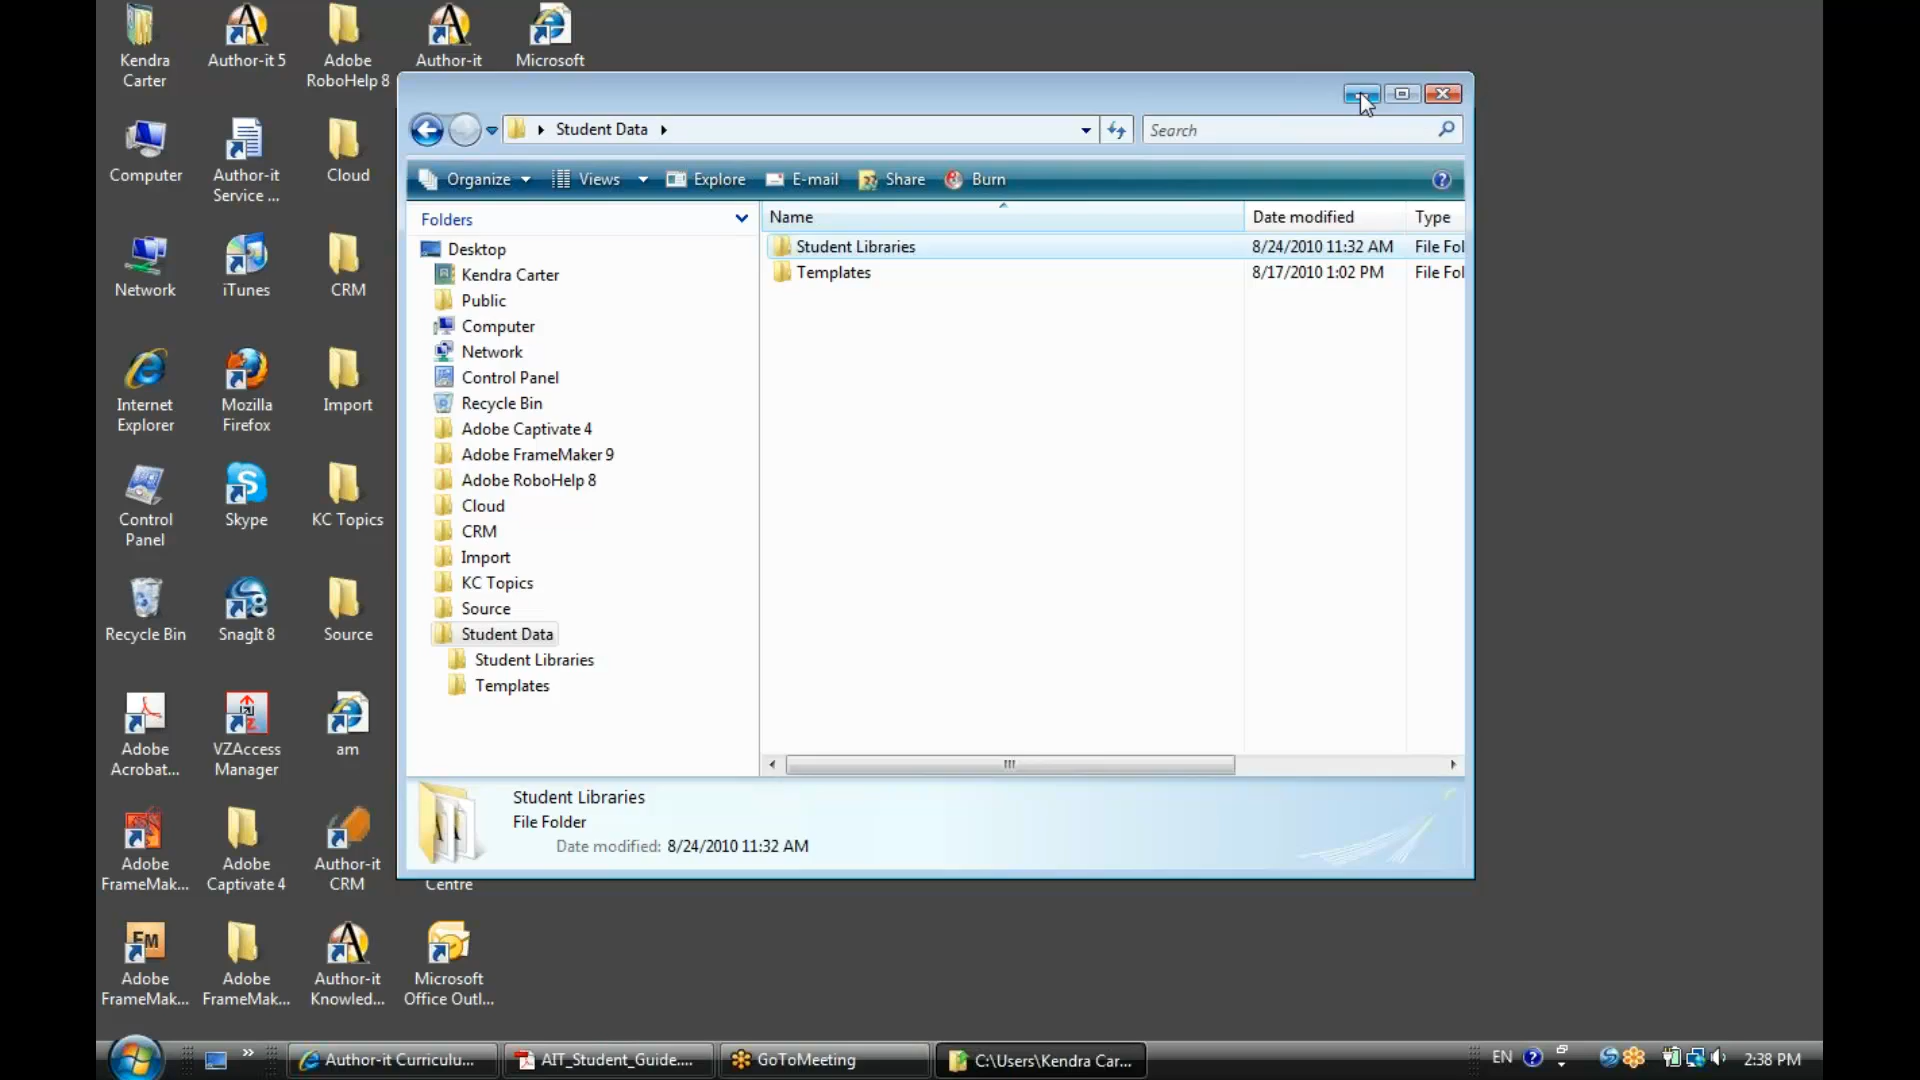 Kendra
Carter
Author-it 5
Adobe
RoboHelp 8
Author-it
Microsoft
Computer
Author-it
Service ...
Cloud
Network
iTunes
CRM
Internet
Explorer
Mozilla
Firefox
Import
Control
Panel
Skype
KC Topics
Recycle Bin
SnagIt 8
Source
Adobe
Acrobat...
VZAccess
Manager
am
Adobe
FrameMak...
Adobe
Captivate 4
Author-it
CRM
Centre
Adobe
FrameMak...
Adobe
FrameMak...
Author-it
Knowled...
Microsoft
Office Outl...
Student Data
Search
Organize
Views
Explore
E-mail
Share
Burn
Folders
Desktop
Kendra Carter
Public
Computer
Network
Control Panel
Recycle Bin
Adobe Captivate 4
Adobe FrameMaker 9
Adobe RoboHelp 8
Cloud
CRM
Import
KC Topics
Source
Student Data
Student Libraries
Templates
Name Date modified Type
Student Libraries 8/24/2010 11:32 AM File Fol
Templates 8/17/2010 1:02 PM File Fol
Student Libraries
File Folder
Date modified: 8/24/2010 11:32 AM
Author-it Curriculu...
AIT_Student_Guide....
GoToMeeting
C:\Users\Kendra Car...
EN
2:38 PM